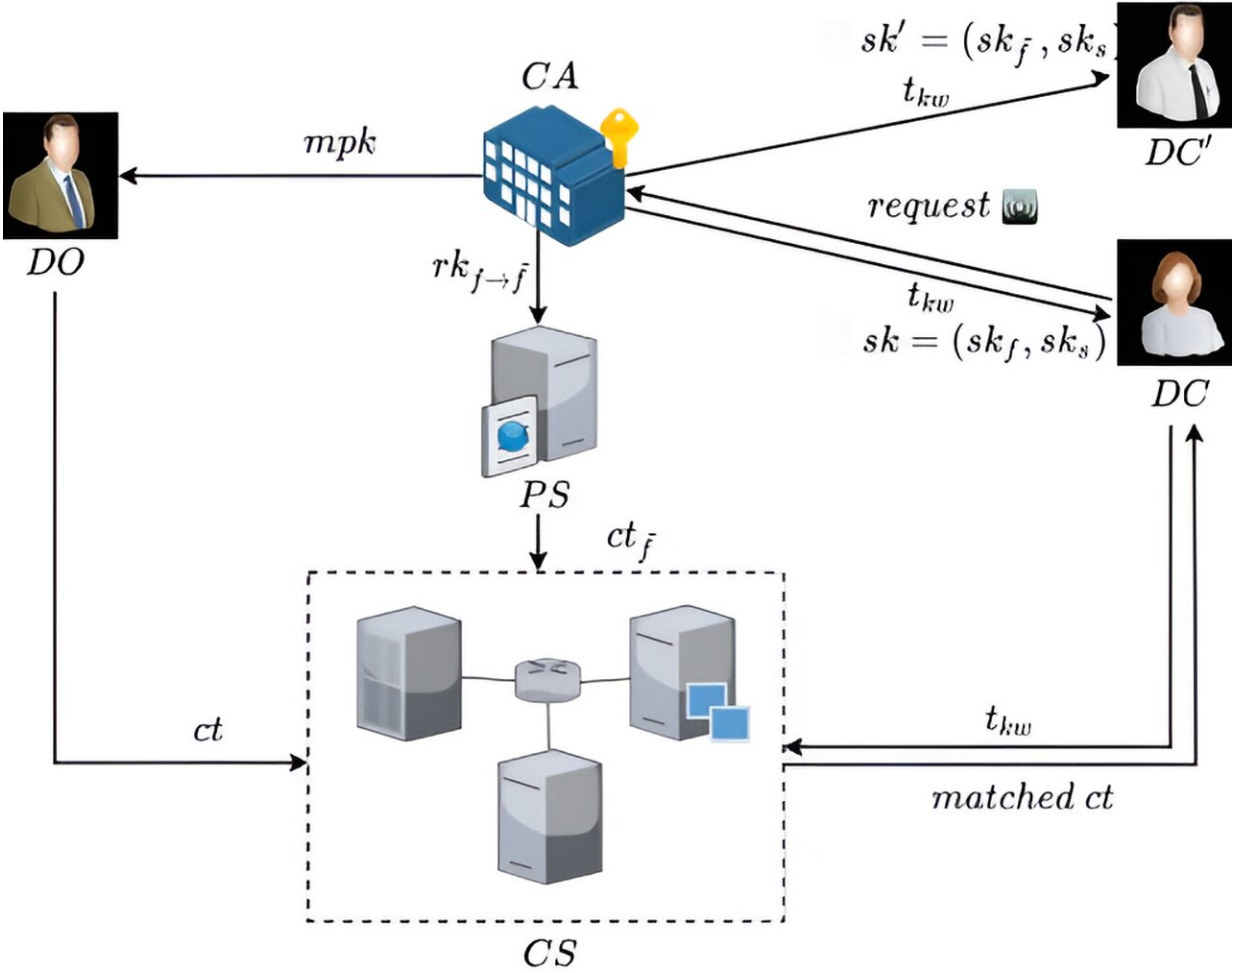 sk′ = (sk_f̄, sk_s
t_kw
CA
DC′
mpk
request
DO
rk_f→f̄
t_kw
sk = (sk_f, sk_s)
DC
PS
ct_f̄
ct
t_kw
matched ct
CS